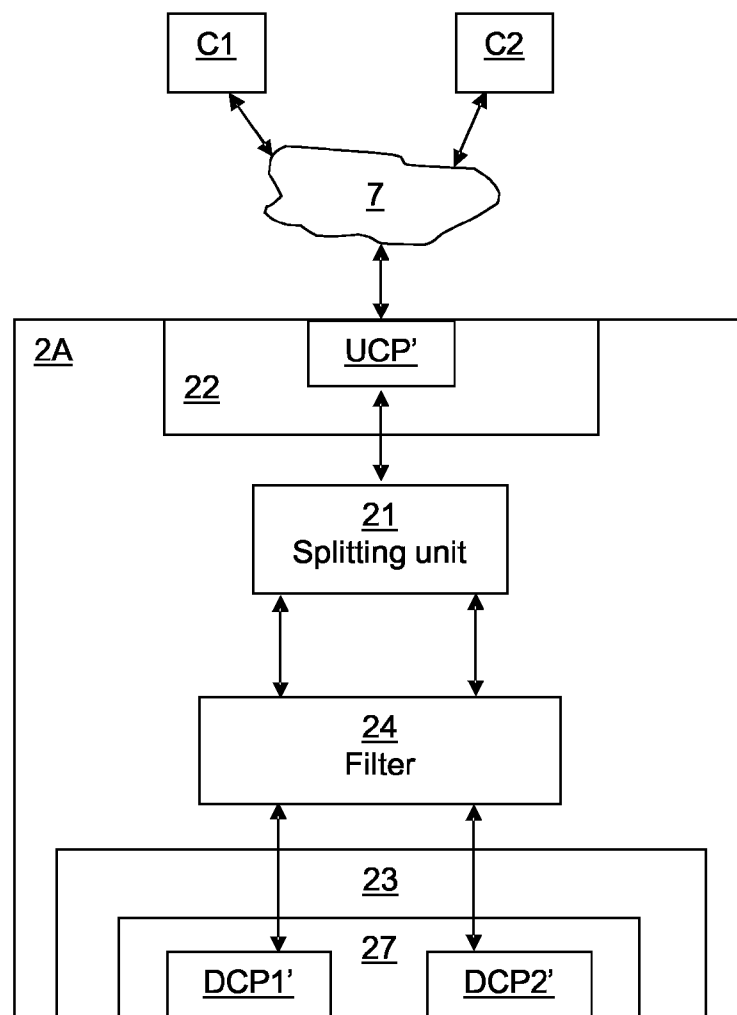 C1
C2
7
2A
UCP’
22
21
Splitting unit
24
Filter
23
27
DCP1’
DCP2’